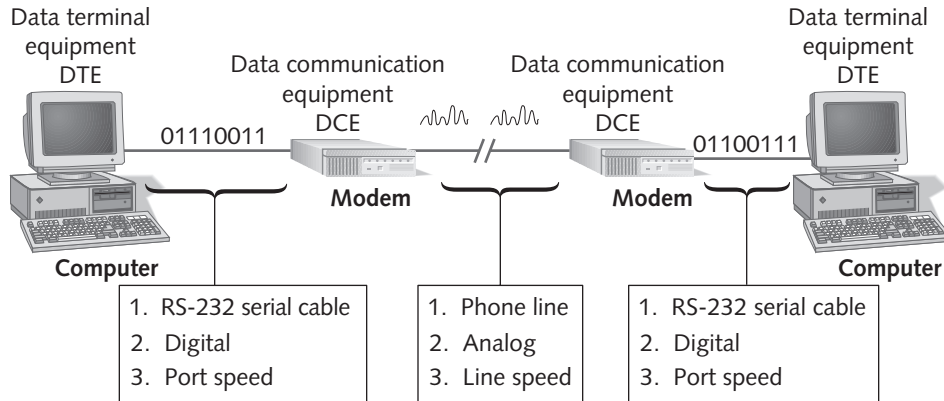 Data terminal
equipment
DTE
Data communication
equipment
DCE
Data communication
equipment
DCE
Data terminal
equipment
DTE
01110011
01100111
Modem
Modem
Computer
Computer
1. RS-232 serial cable
2. Digital
3. Port speed
1. Phone line
2. Analog
3. Line speed
1. RS-232 serial cable
2. Digital
3. Port speed